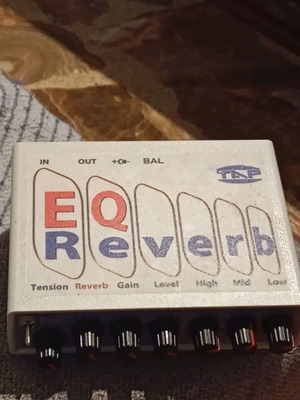 IN OUT BAL
TAP
EQ
Reverb
Tension Reverb Gain Level High Mid Low